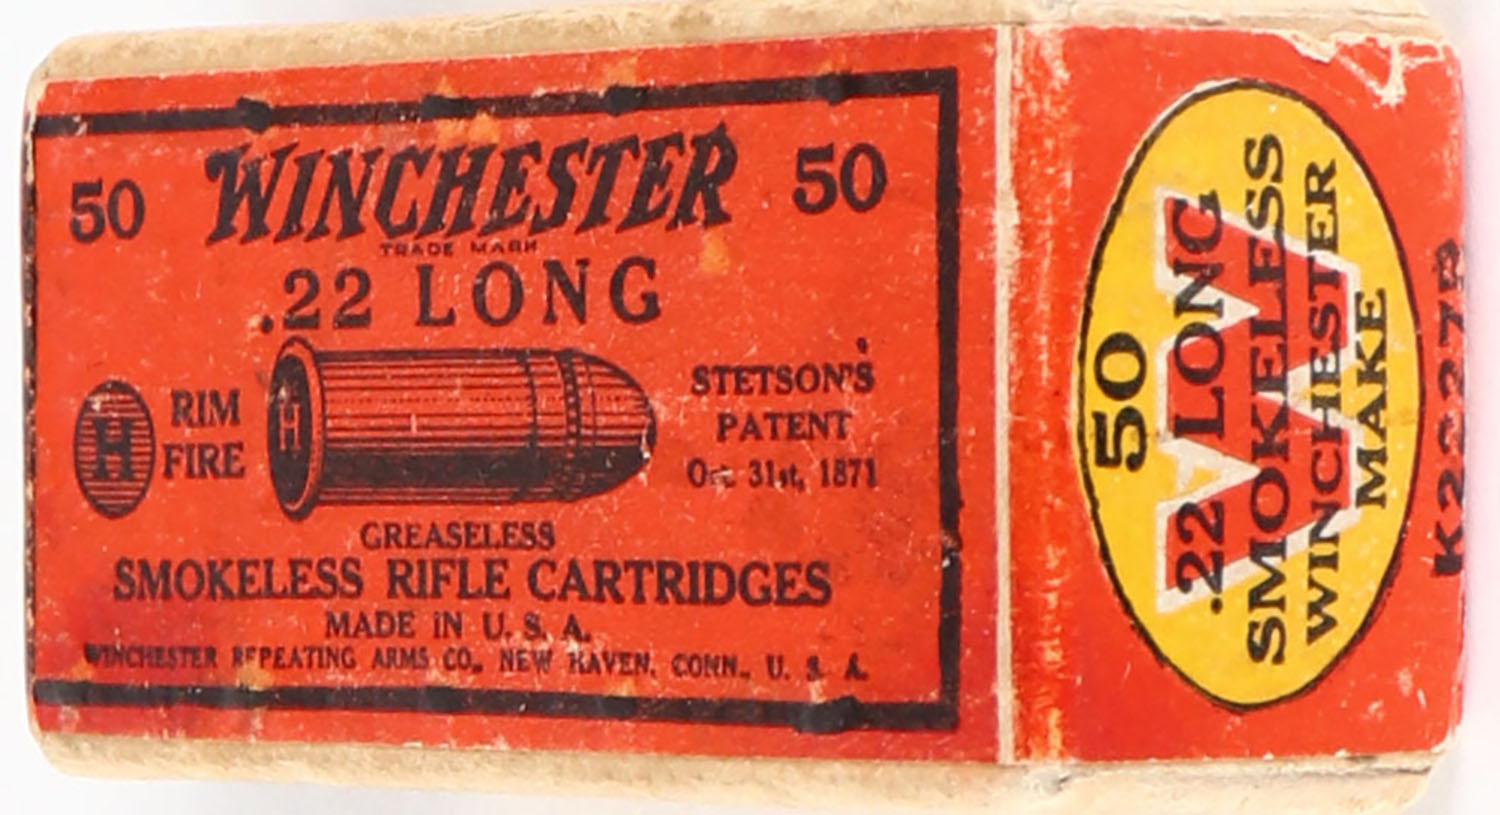 50 WINCHESTER 50
TRADE MARK
.22 LONG
H RIM
FIRE
H
STETSON'S
PATENT
Oct. 31st, 1871
GREASELESS
SMOKELESS RIFLE CARTRIDGES
MADE IN U. S. A.
WINCHESTER REPEATING ARMS CO., NEW HAVEN, CONN., U. S. A.
50
W
.22 LONG
SMOKELESS
WINCHESTER
MAKE